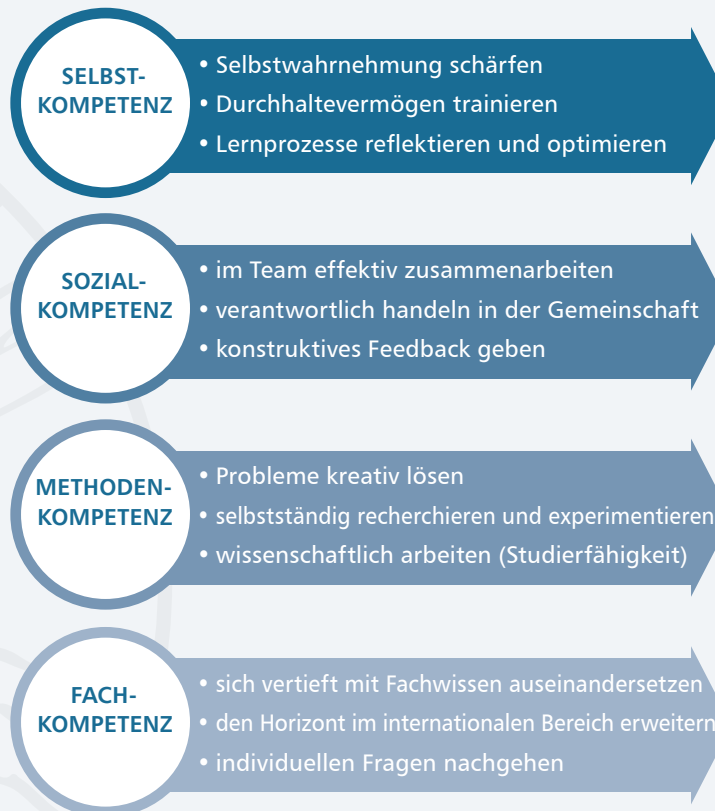 SELBST-
KOMPETENZ
• Selbstwahrnehmung schärfen
• Durchhaltevermögen trainieren
• Lernprozesse reflektieren und optimieren
SOZIAL-
KOMPETENZ
• im Team effektiv zusammenarbeiten
• verantwortlich handeln in der Gemeinschaft
• konstruktives Feedback geben
METHODEN-
KOMPETENZ
• Probleme kreativ lösen
• selbstständig recherchieren und experimentieren
• wissenschaftlich arbeiten (Studierfähigkeit)
FACH-
KOMPETENZ
• sich vertieft mit Fachwissen auseinandersetzen
• den Horizont im internationalen Bereich erweitern
• individuellen Fragen nachgehen